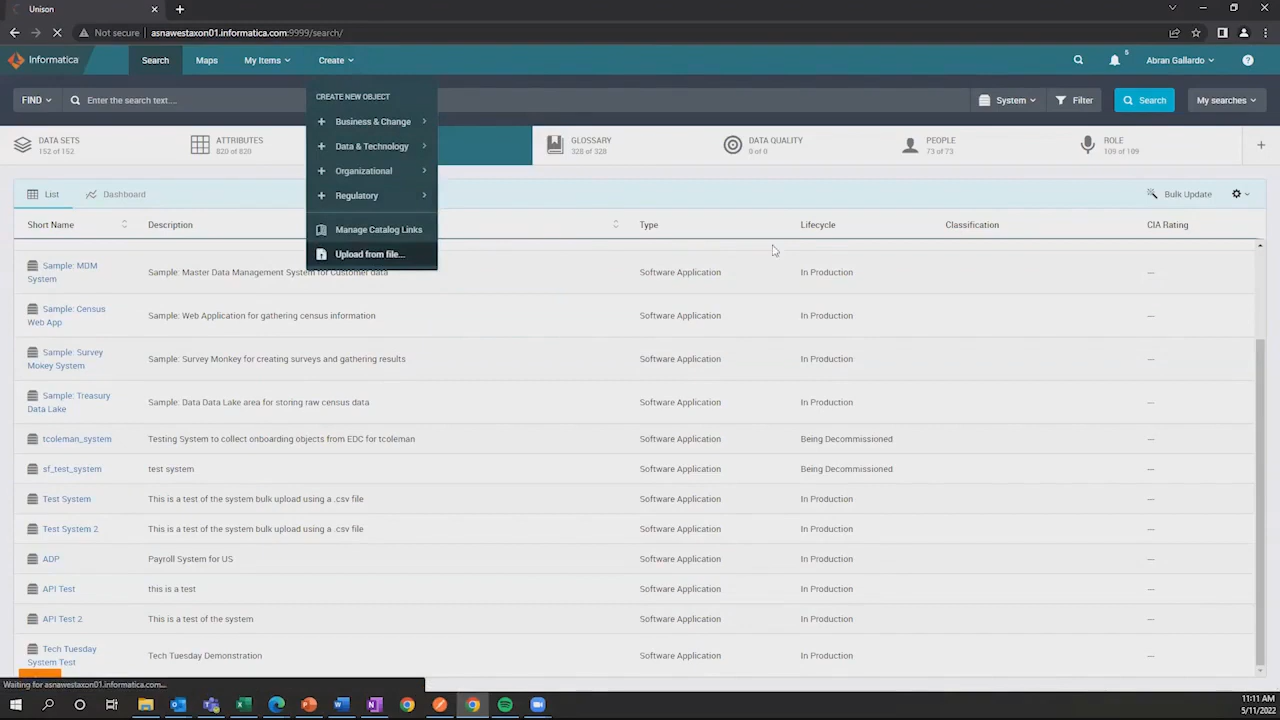 Unison
Not secure asnawestaxon01.informatica.com:9999/search/
Informatica Search Maps My Items Create 5 Abran Gallardo
FIND Enter the search text.... System Filter Search My searches
CREATE NEW OBJECT
Business & Change
Data & Technology
Organizational
Regulatory
Manage Catalog Links
Upload from file...
DATA SETS
152 of 152
ATTRIBUTES
820 of 820
GLOSSARY
328 of 328
DATA QUALITY
0 of 0
PEOPLE
73 of 73
ROLE
109 of 109
List Dashboard Bulk Update
Short Name Description Type Lifecycle Classification CIA Rating
Sample: MDM
System
Sample: Master Data Management System for Customer data Software Application In Production —
Sample: Census
Web App
Sample: Web Application for gathering census information Software Application In Production —
Sample: Survey
Mokey System
Sample: Survey Monkey for creating surveys and gathering results Software Application In Production —
Sample: Treasury
Data Lake
Sample: Data Data Lake area for storing raw census data Software Application In Production —
tcoleman_system Testing System to collect onboarding objects from EDC for tcoleman Software Application Being Decommissioned —
sf_test_system test system Software Application Being Decommissioned —
Test System This is a test of the system bulk upload using a .csv file Software Application In Production —
Test System 2 This is a test of the system bulk upload using a .csv file Software Application In Production —
ADP Payroll System for US Software Application In Production —
API Test this is a test Software Application In Production —
API Test 2 This is a test of the system Software Application In Production —
Tech Tuesday
System Test
Tech Tuesday Demonstration Software Application In Production —
Waiting for asnawestaxon01.informatica.com...
11:11 AM
5/11/2022